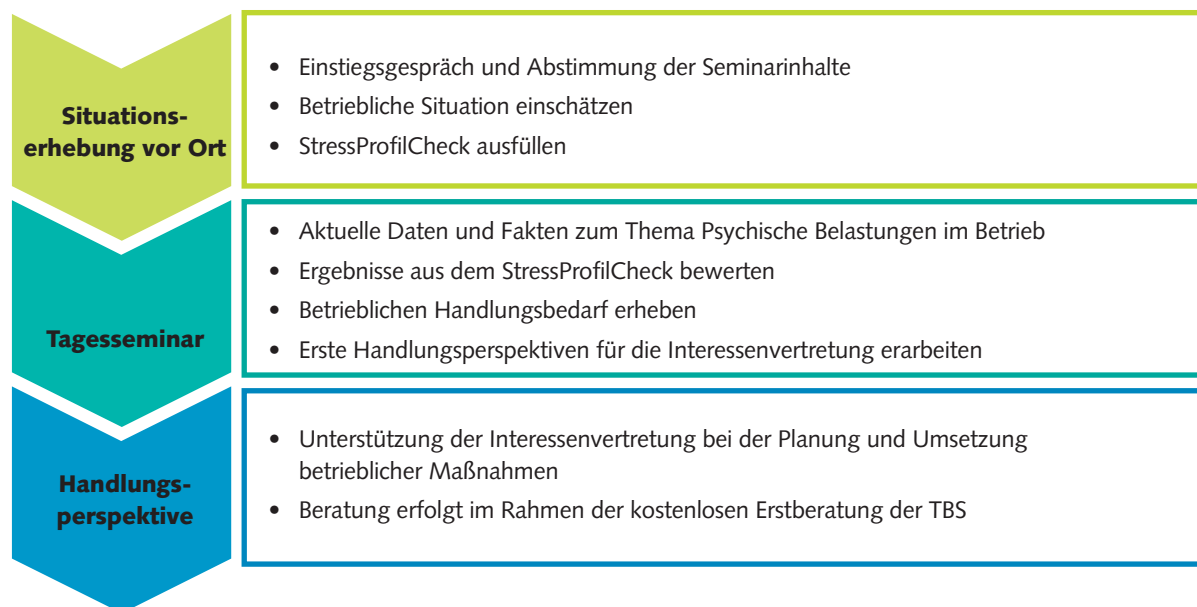 Situations-
erhebung vor Ort
• Einstiegsgespräch und Abstimmung der Seminarinhalte
• Betriebliche Situation einschätzen
• StressProfilCheck ausfüllen
Tagesseminar
• Aktuelle Daten und Fakten zum Thema Psychische Belastungen im Betrieb
• Ergebnisse aus dem StressProfilCheck bewerten
• Betrieblichen Handlungsbedarf erheben
• Erste Handlungsperspektiven für die Interessenvertretung erarbeiten
Handlungs-
perspektive
• Unterstützung der Interessenvertretung bei der Planung und Umsetzung
betrieblicher Maßnahmen
• Beratung erfolgt im Rahmen der kostenlosen Erstberatung der TBS